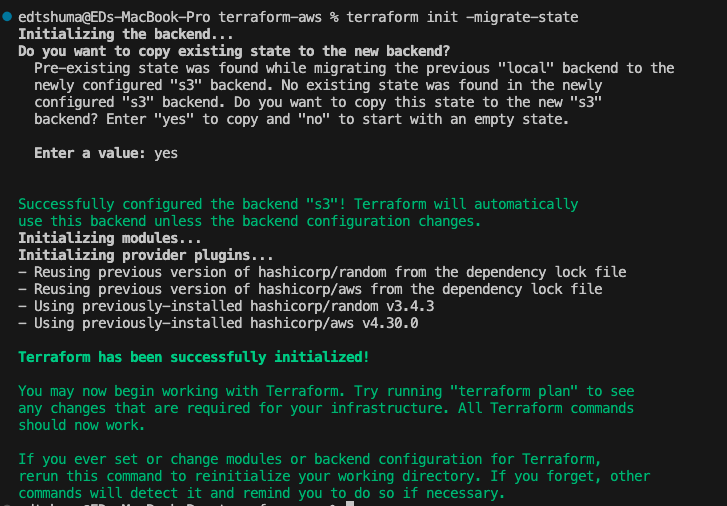 edtshuma@EDs-MacBook-Pro terraform-aws % terraform init -migrate-state
Initializing the backend...
Do you want to copy existing state to the new backend?
Pre-existing state was found while migrating the previous "local" backend to the
newly configured "s3" backend. No existing state was found in the newly
configured "s3" backend. Do you want to copy this state to the new "s3"
backend? Enter "yes" to copy and "no" to start with an empty state.
Enter a value: yes
Successfully configured the backend "s3"! Terraform will automatically
use this backend unless the backend configuration changes.
Initializing modules...
Initializing provider plugins...
- Reusing previous version of hashicorp/random from the dependency lock file
- Reusing previous version of hashicorp/aws from the dependency lock file
- Using previously-installed hashicorp/random v3.4.3
- Using previously-installed hashicorp/aws v4.30.0
Terraform has been successfully initialized!
You may now begin working with Terraform. Try running "terraform plan" to see
any changes that are required for your infrastructure. All Terraform commands
should now work.
If you ever set or change modules or backend configuration for Terraform,
rerun this command to reinitialize your working directory. If you forget, other
commands will detect it and remind you to do so if necessary.